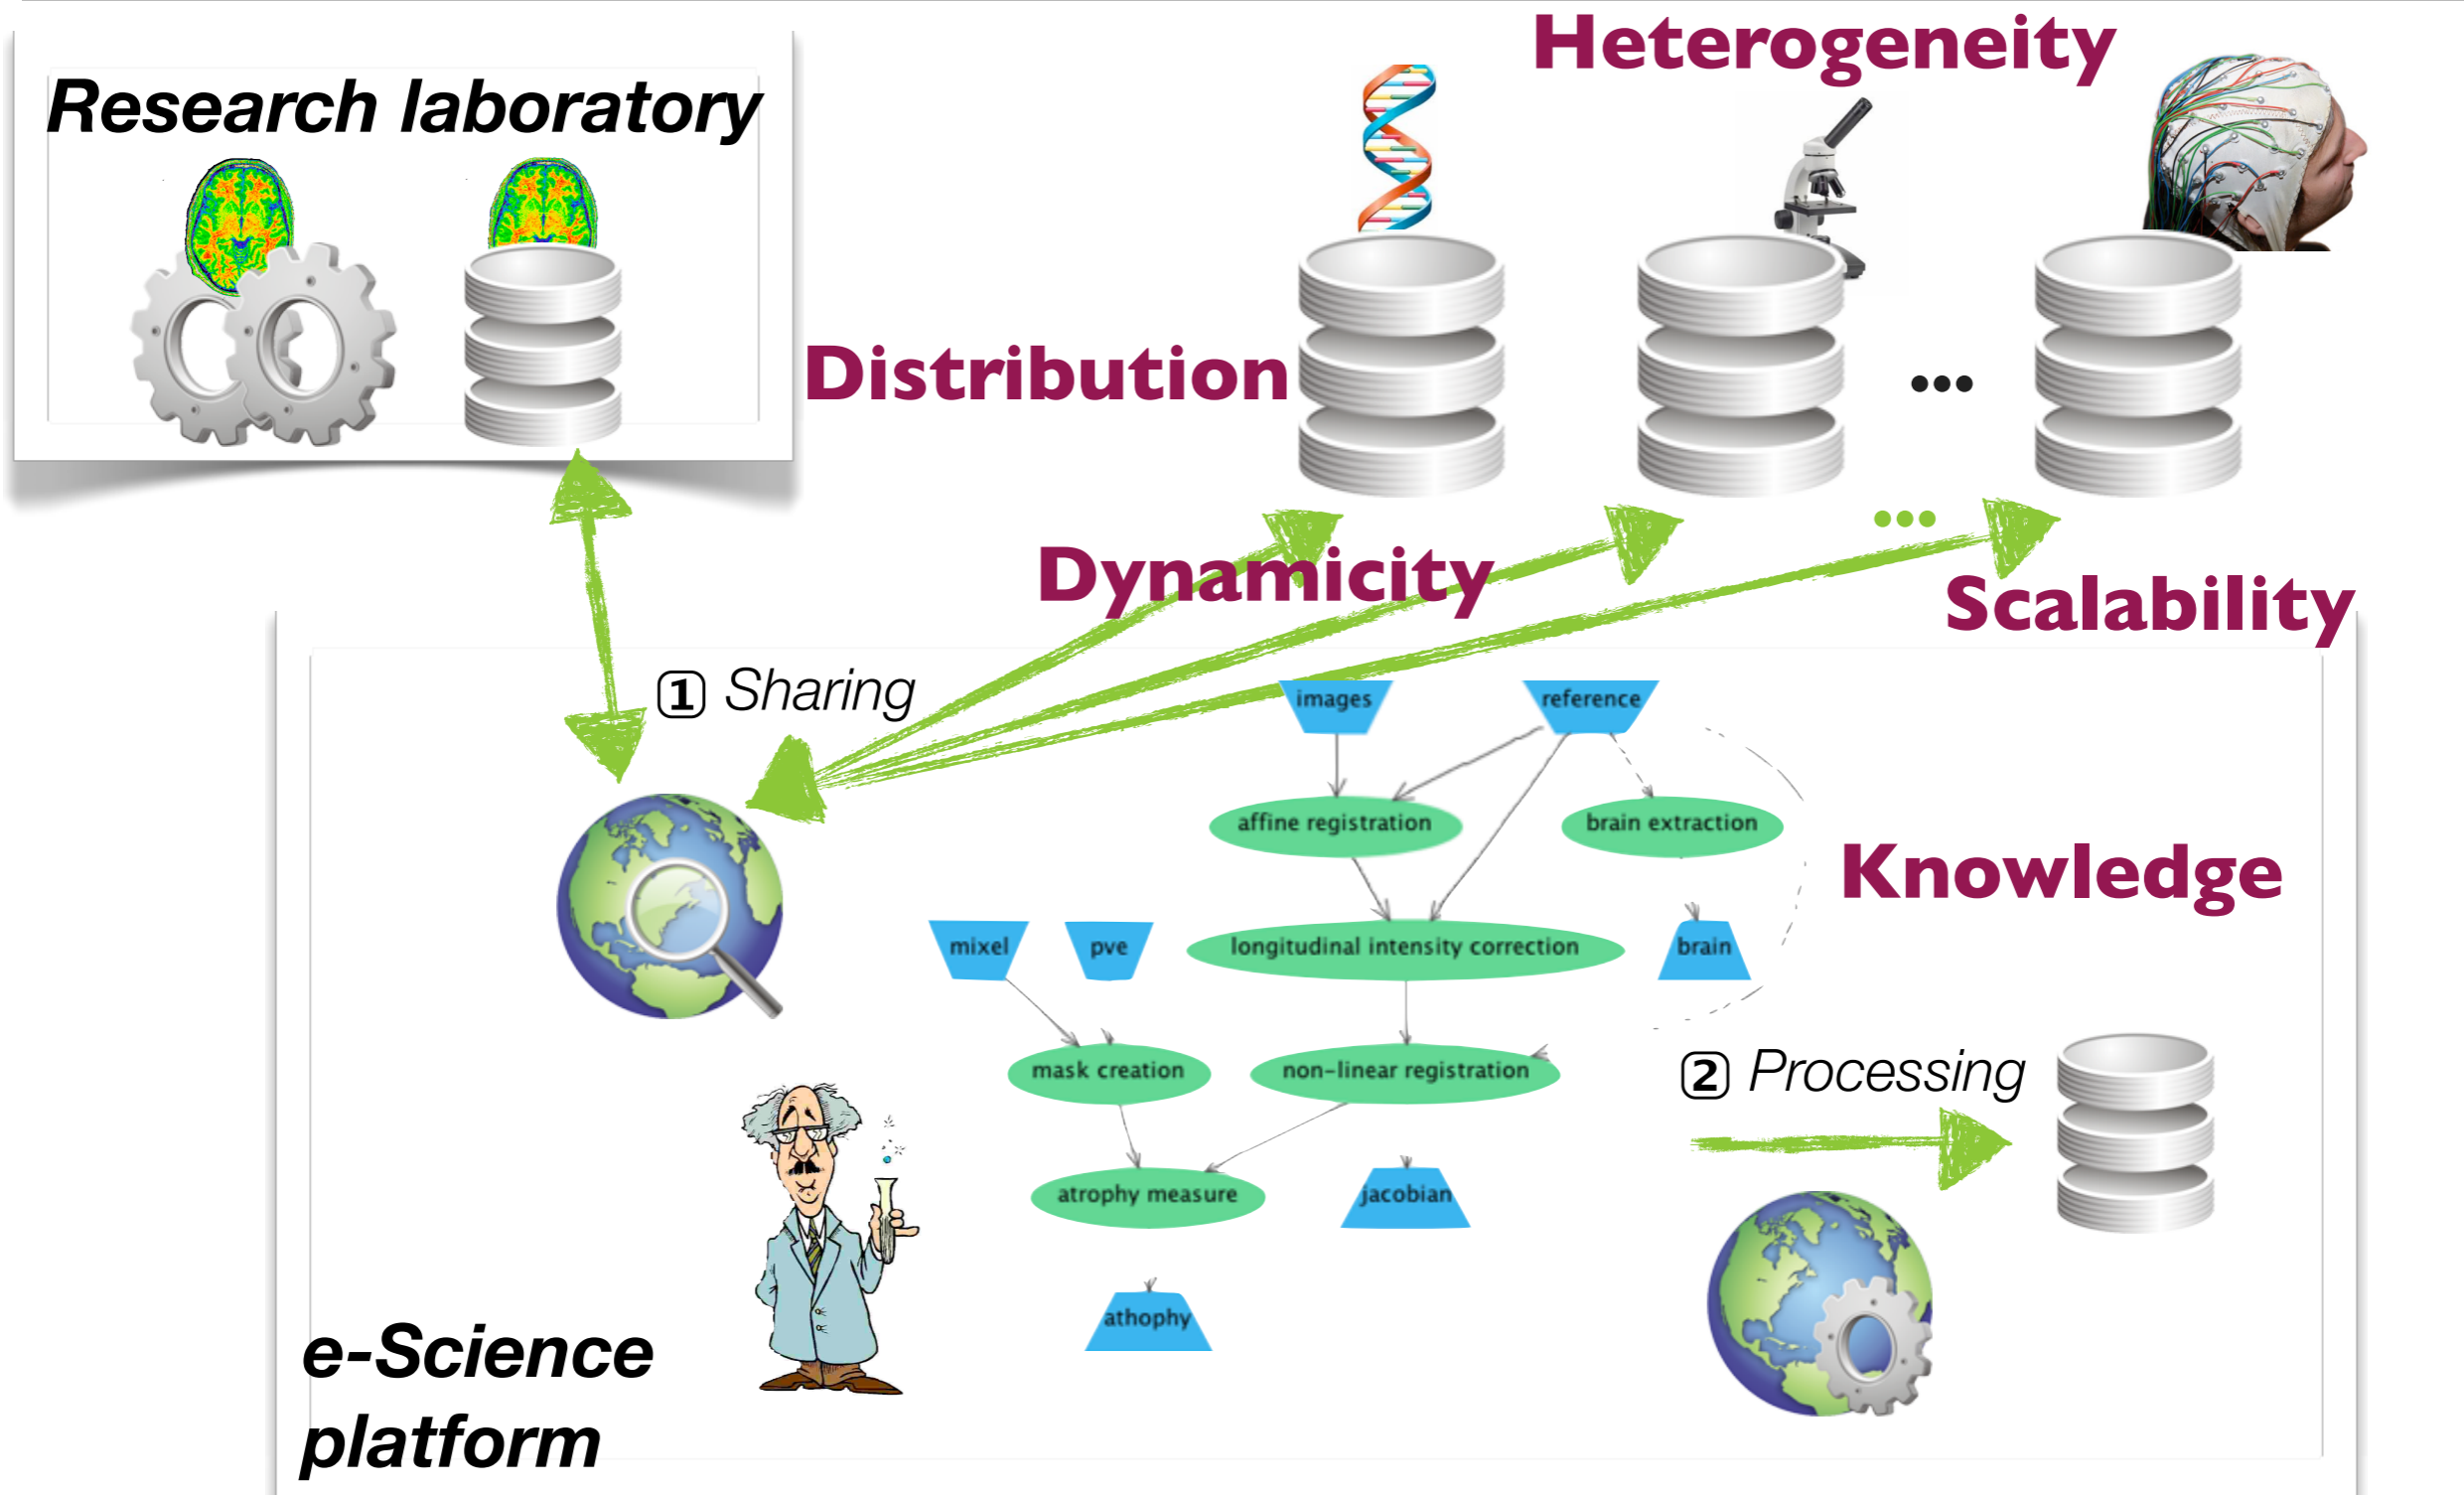 Heterogeneity
Research laboratory
Distribution
...
...
Dynamicity
Scalability
1 Sharing
images
reference
affine registration
brain extraction
Knowledge
mixel
pve
longitudinal intensity correction
brain
mask creation
non-linear registration
2 Processing
atrophy measure
jacobian
athophy
e-Science
platform